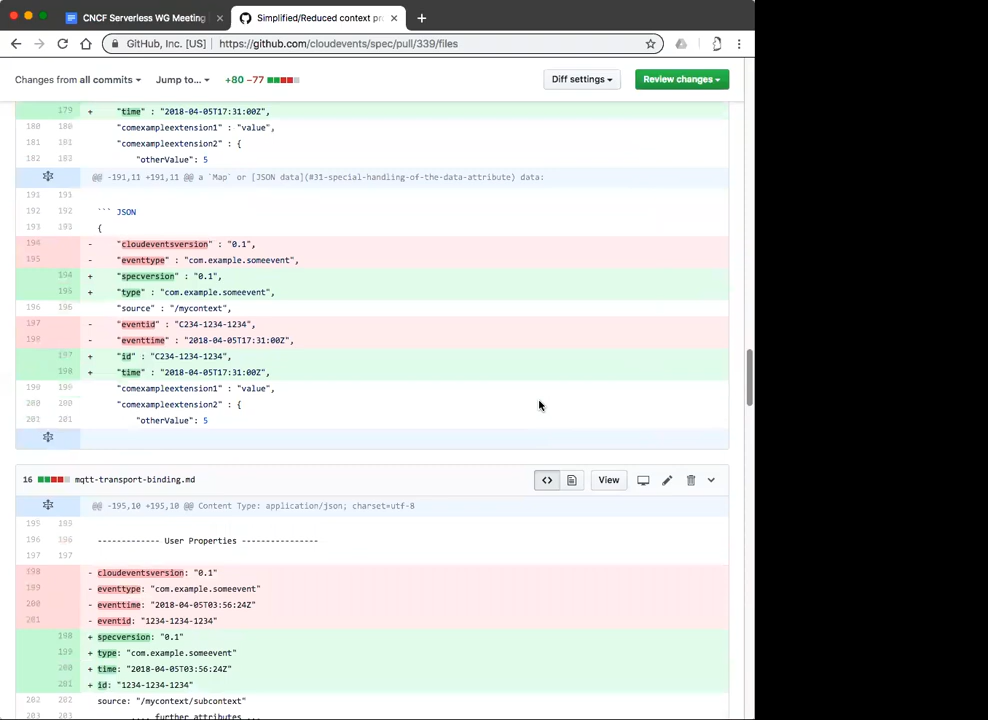 CNCF Serverless WG Meeting
Simplified/Reduced context pr
GitHub, Inc. [US] https://github.com/cloudevents/spec/pull/339/files
Changes from all commits Jump to... +80 −77 Diff settings Review changes
179 + "time" : "2018-04-05T17:31:00Z",
180 180 "comexampleextension1" : "value",
181 181 "comexampleextension2" : {
182 182 "otherValue": 5
@@ -191,11 +191,11 @@ a `Map` or [JSON data](#31-special-handling-of-the-data-attribute) data:
191 191
192 192 ``` JSON
193 193 {
194 - "cloudeventsversion" : "0.1",
195 - "eventtype" : "com.example.someevent",
194 + "specversion" : "0.1",
195 + "type" : "com.example.someevent",
196 196 "source" : "/mycontext",
197 - "eventid" : "C234-1234-1234",
198 - "eventtime" : "2018-04-05T17:31:00Z",
197 + "id" : "C234-1234-1234",
198 + "time" : "2018-04-05T17:31:00Z",
199 199 "comexampleextension1" : "value",
200 200 "comexampleextension2" : {
201 201 "otherValue": 5
16 mqtt-transport-binding.md View
@@ -195,10 +195,10 @@ Content Type: application/json; charset=utf-8
195 195
196 196 ------------- User Properties ----------------
197 197
198 - cloudeventsversion: "0.1"
199 - eventtype: "com.example.someevent"
200 - eventtime: "2018-04-05T03:56:24Z"
201 - eventid: "1234-1234-1234"
198 + specversion: "0.1"
199 + type: "com.example.someevent"
200 + time: "2018-04-05T03:56:24Z"
201 + id: "1234-1234-1234"
202 202 source: "/mycontext/subcontext"
203 203 .... further attributes ...